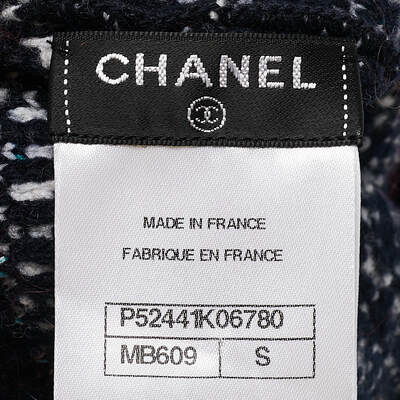 CHANEL
MADE IN FRANCE
FABRIQUE EN FRANCE
P52441K06780
MB609 S